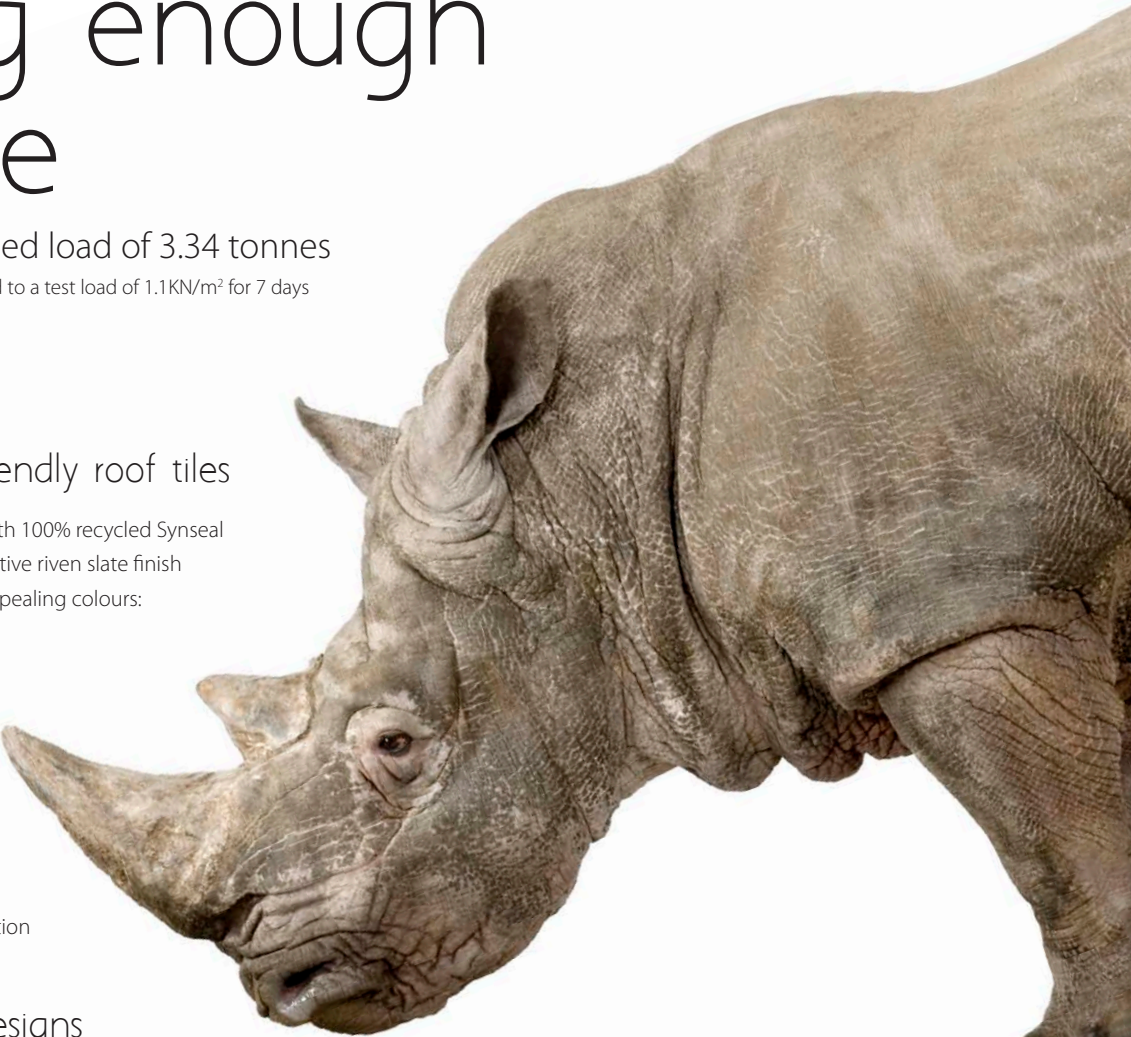 g enough
e
ed load of 3.34 tonnes
to a test load of 1.1KN/m² for 7 days
endly roof tiles
th 100% recycled Synseal
tive riven slate finish
pealing colours:
tion
esigns